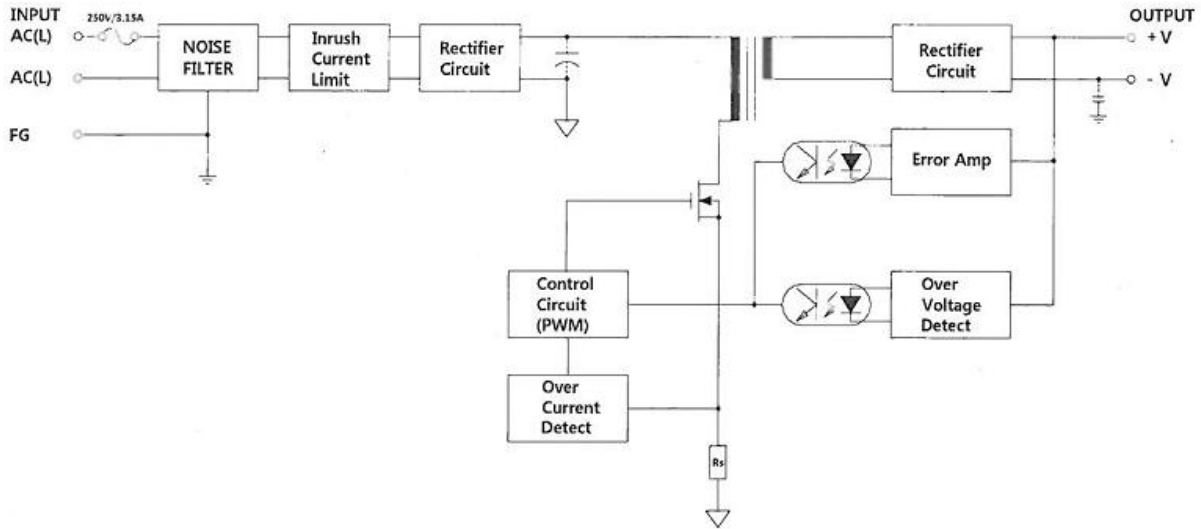 INPUT
AC(L)
250V/3.15A
NOISE
FILTER
Inrush
Current
Limit
Rectifier
Circuit
Rectifier
Circuit
OUTPUT
+ V
AC(L)
- V
FG
Error Amp
Control
Circuit
(PWM)
Over
Voltage
Detect
Over
Current
Detect
Rs